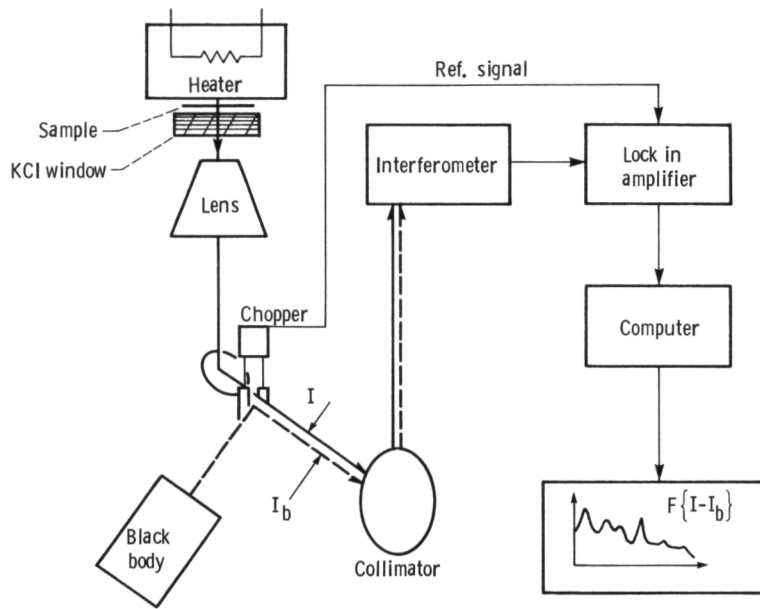 Heater
Ref. signal
Sample
KCl window
Interferometer
Lock in
amplifier
Lens
Chopper
Computer
I
I_b
F{I-I_b}
Black
body
Collimator